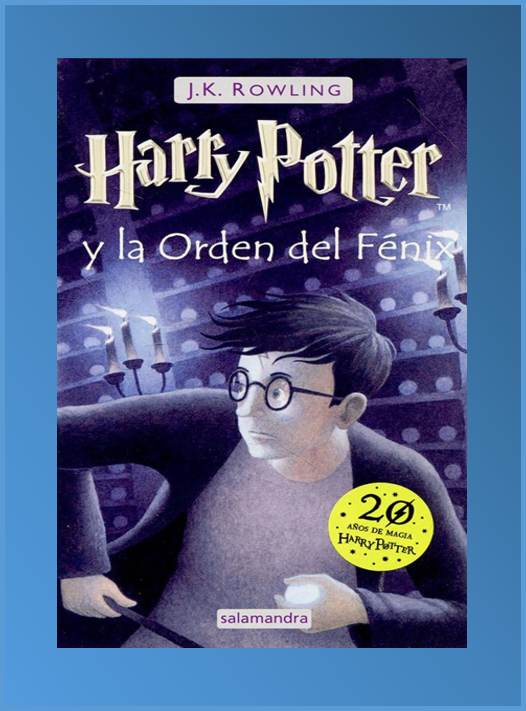 J.K. ROWLING
Harry Potter
™
y la Orden del Fénix
20
AÑOS DE MAGIA
HARRY POTTER
salamandra